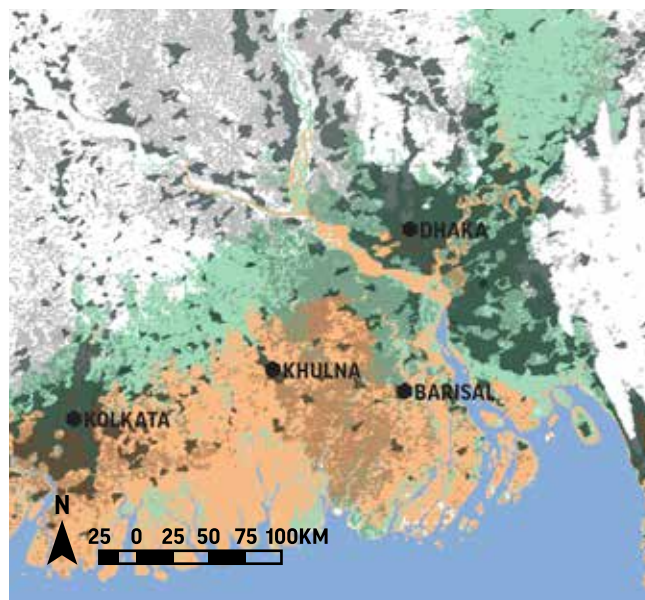 DHAKA
KHULNA
BARISAL
KOLKATA
N
25 0 25 50 75 100KM